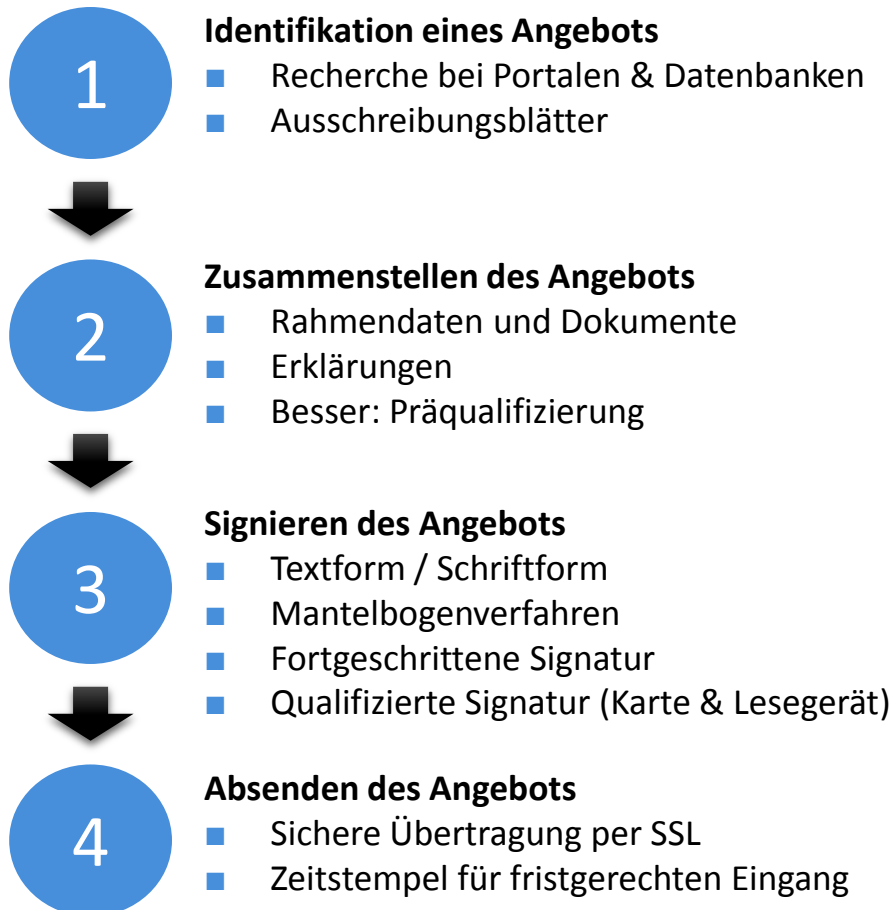 1
Identifikation eines Angebots
■ Recherche bei Portalen & Datenbanken
■ Ausschreibungsblätter
2
Zusammenstellen des Angebots
■ Rahmendaten und Dokumente
■ Erklärungen
■ Besser: Präqualifizierung
3
Signieren des Angebots
■ Textform / Schriftform
■ Mantelbogenverfahren
■ Fortgeschrittene Signatur
■ Qualifizierte Signatur (Karte & Lesegerät)
4
Absenden des Angebots
■ Sichere Übertragung per SSL
■ Zeitstempel für fristgerechten Eingang